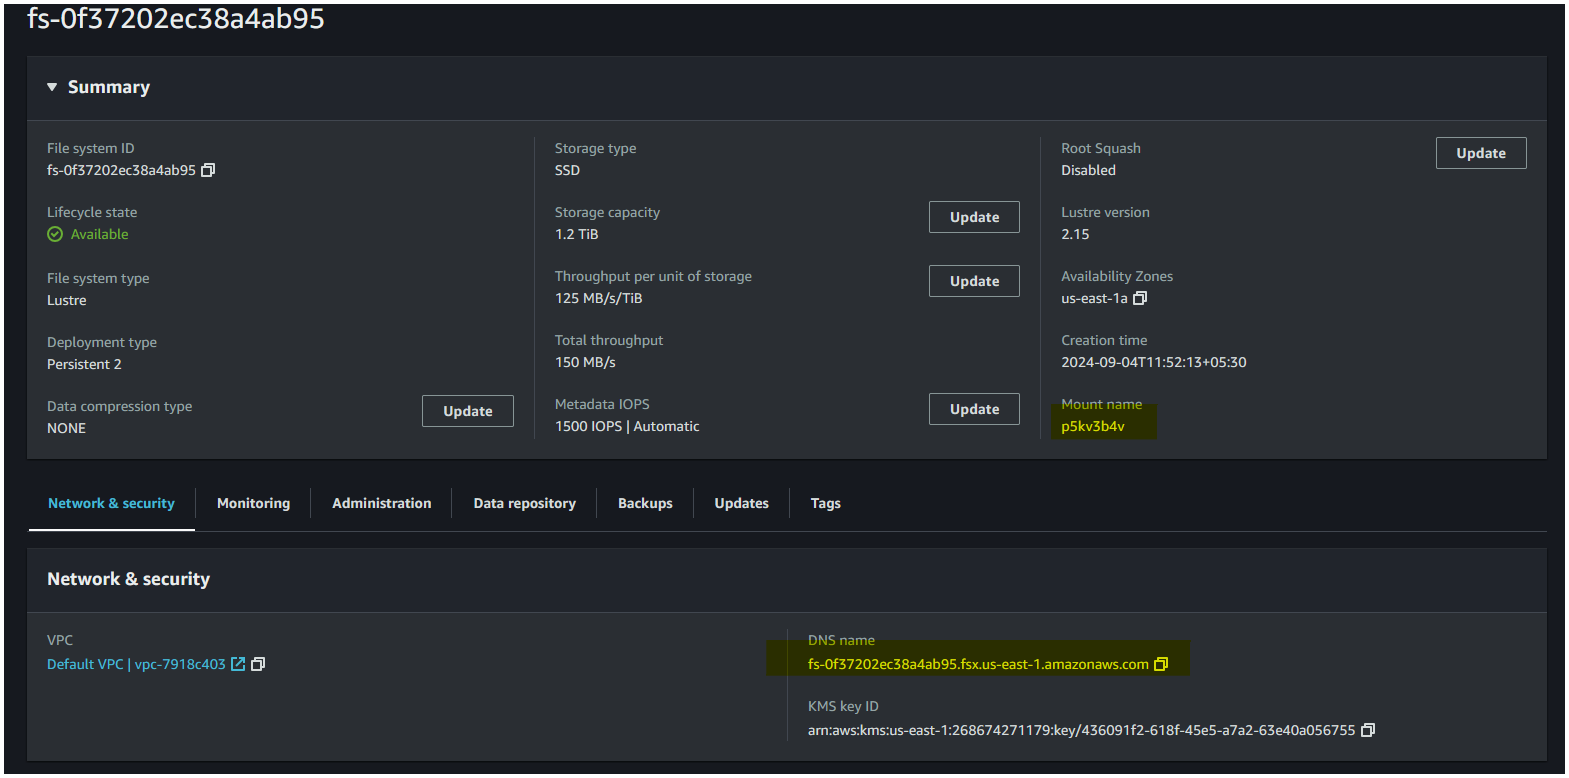 fs-0f37202ec38a4ab95
Summary
File system ID
fs-0f37202ec38a4ab95
Lifecycle state
Available
File system type
Lustre
Deployment type
Persistent 2
Data compression type
NONE
Update
Storage type
SSD
Storage capacity
1.2 TiB
Update
Throughput per unit of storage
125 MB/s/TiB
Update
Total throughput
150 MB/s
Metadata IOPS
1500 IOPS | Automatic
Update
Root Squash
Disabled
Update
Lustre version
2.15
Availability Zones
us-east-1a
Creation time
2024-09-04T11:52:13+05:30
Mount name
p5kv3b4v
Network & security
Monitoring
Administration
Data repository
Backups
Updates
Tags
Network & security
VPC
Default VPC | vpc-7918c403
DNS name
fs-0f37202ec38a4ab95.fsx.us-east-1.amazonaws.com
KMS key ID
arn:aws:kms:us-east-1:268674271179:key/436091f2-618f-45e5-a7a2-63e40a056755